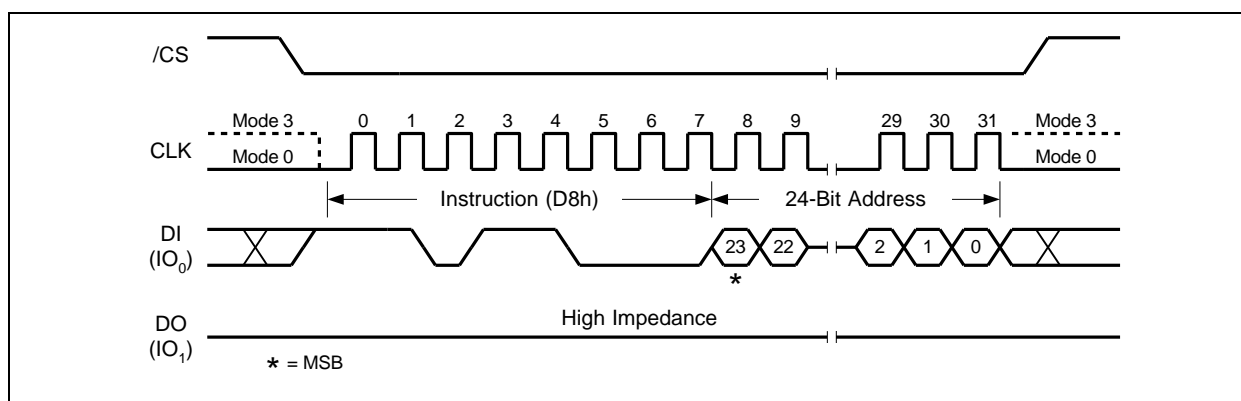 /CS
Mode 3 0 1 2 3 4 5 6 7 8 9 29 30 31 Mode 3
CLK Mode 0 Mode 0
Instruction (D8h) 24-Bit Address
DI
(IO0) 23 22 2 1 0
*
High Impedance
DO
(IO1)
* = MSB